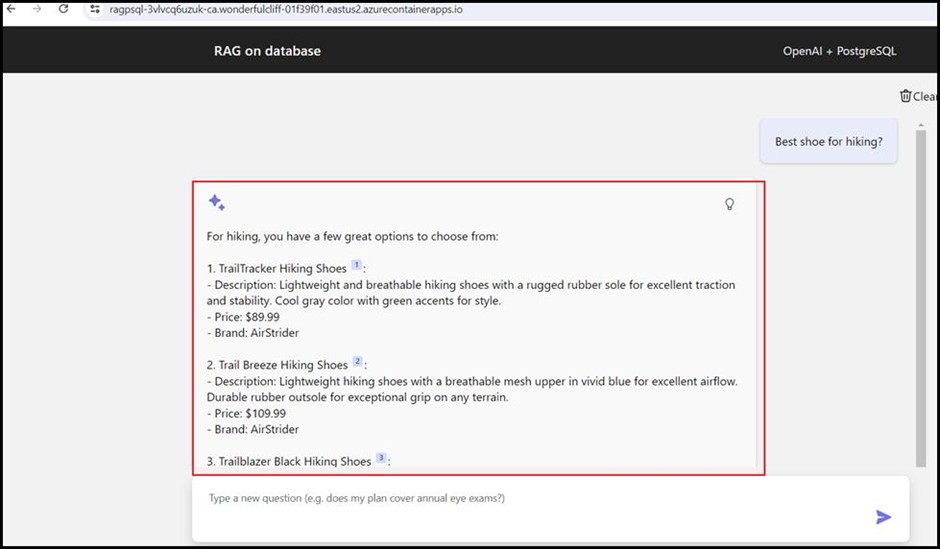 ragpsql-3vlvcq6uzuk-ca.wonderfulcliff-01f39f01.eastus2.azurecontainerapps.io
RAG on database
OpenAI + PostgreSQL
Clear
Best shoe for hiking?
For hiking, you have a few great options to choose from:
1. TrailTracker Hiking Shoes 1 :
- Description: Lightweight and breathable hiking shoes with a rugged rubber sole for excellent traction
and stability. Cool gray color with green accents for style.
- Price: $89.99
- Brand: AirStrider
2. Trail Breeze Hiking Shoes 2 :
- Description: Lightweight hiking shoes with a breathable mesh upper in vivid blue for excellent airflow.
Durable rubber outsole for exceptional grip on any terrain.
- Price: $109.99
- Brand: AirStrider
3. Trailblazer Black Hiking Shoes 3 :
Type a new question (e.g. does my plan cover annual eye exams?)